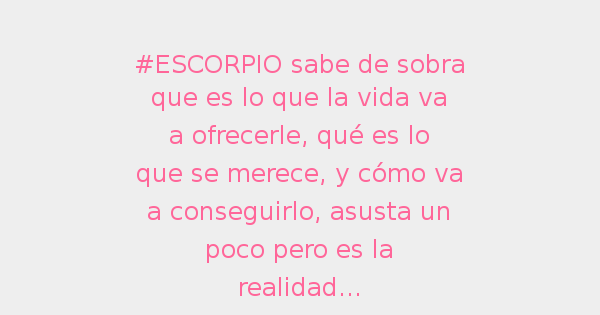 #ESCORPIO sabe de sobra
que es lo que la vida va
a ofrecerle, qué es lo
que se merece, y cómo va
a conseguirlo, asusta un
poco pero es la
realidad...